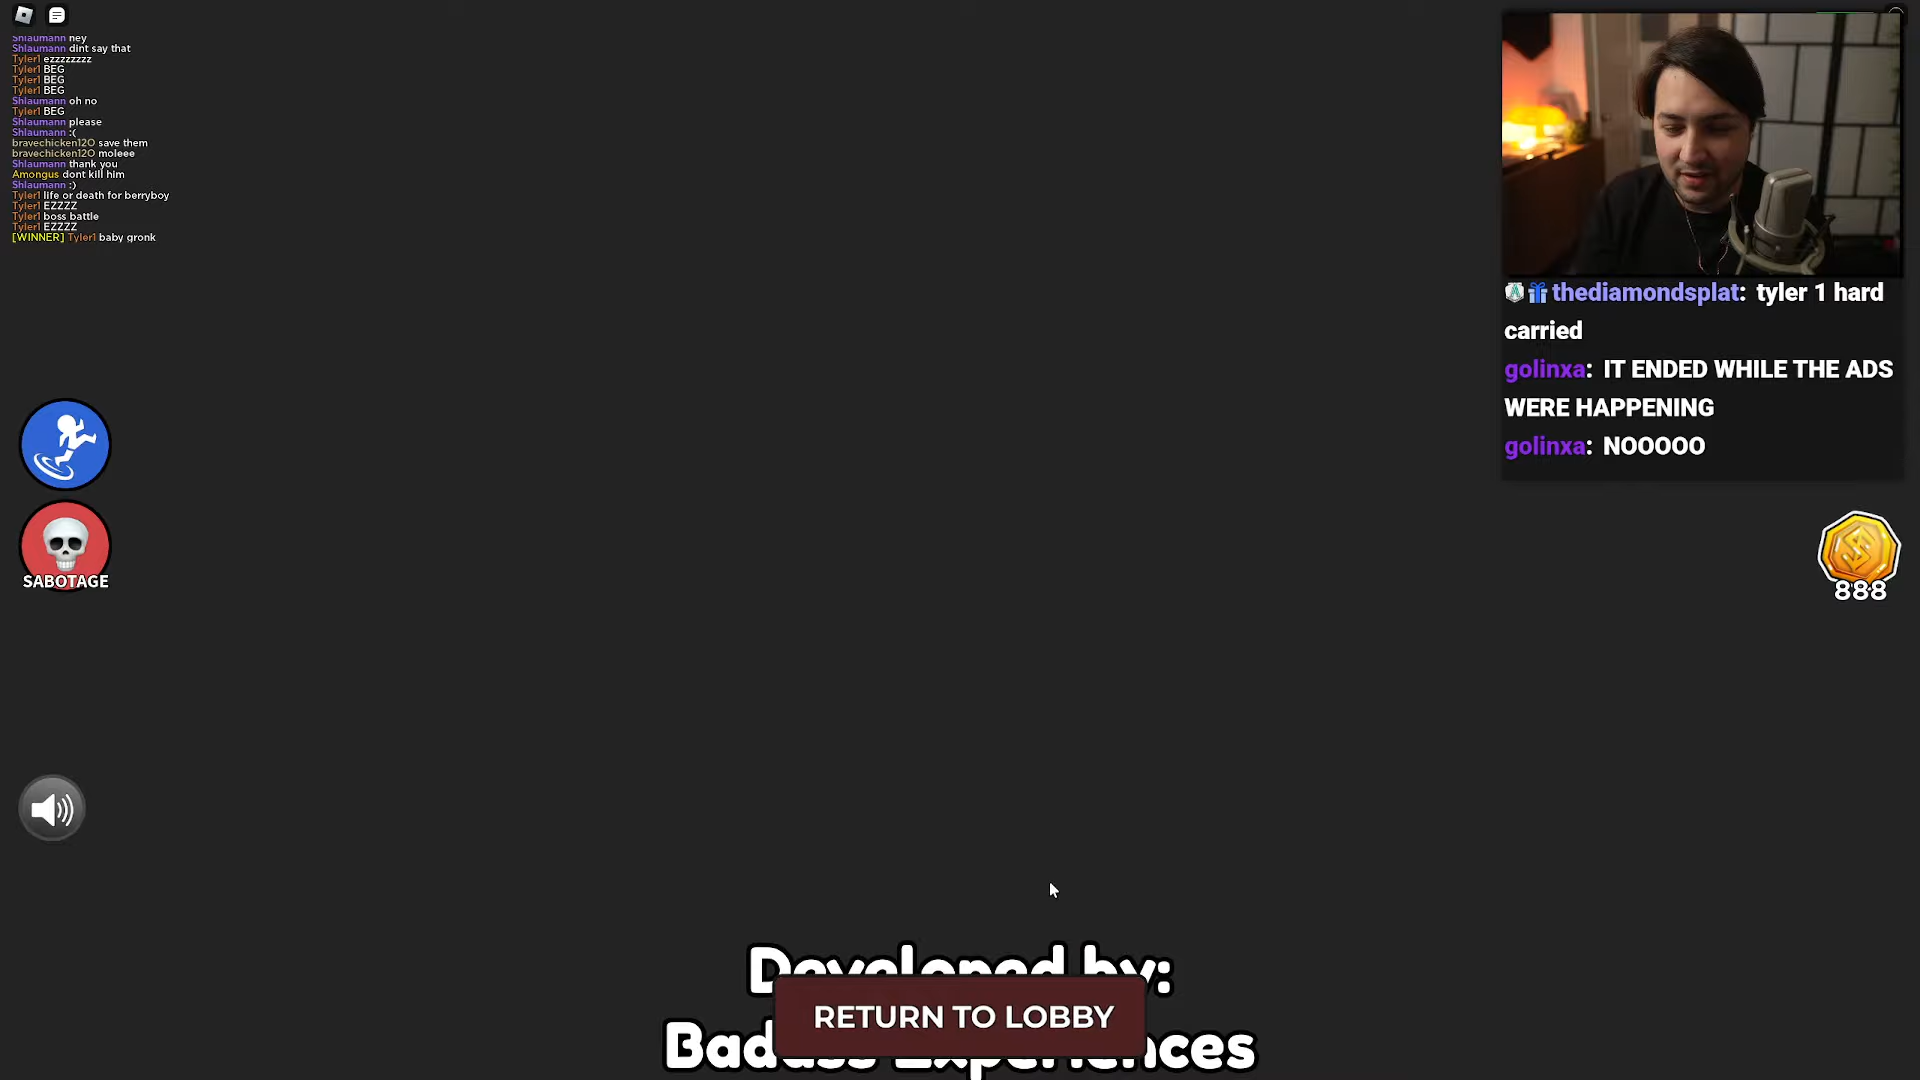 Shlaumann hey
Shlaumann dint say that
Tyler1 ezzzzzzzz
Tyler1 BEG
Tyler1 BEG
Tyler1 BEG
Shlaumann oh no
Tyler1 BEG
Shlaumann please
Shlaumann :(
bravechicken120 save them
bravechicken120 moleee
Shlaumann thank you
Amongus dont kill him
Shlaumann :)
Tyler1 life or death for berryboy
Tyler1 EZZZZ
Tyler1 boss battle
Tyler1 EZZZZ
[WINNER] Tyler1 baby gronk
thediamondsplat: tyler 1 hard
carried
golinxa: IT ENDED WHILE THE ADS
WERE HAPPENING
golinxa: NOOOOO
SABOTAGE
888
Developed by:
RETURN TO LOBBY
Badass Experiences